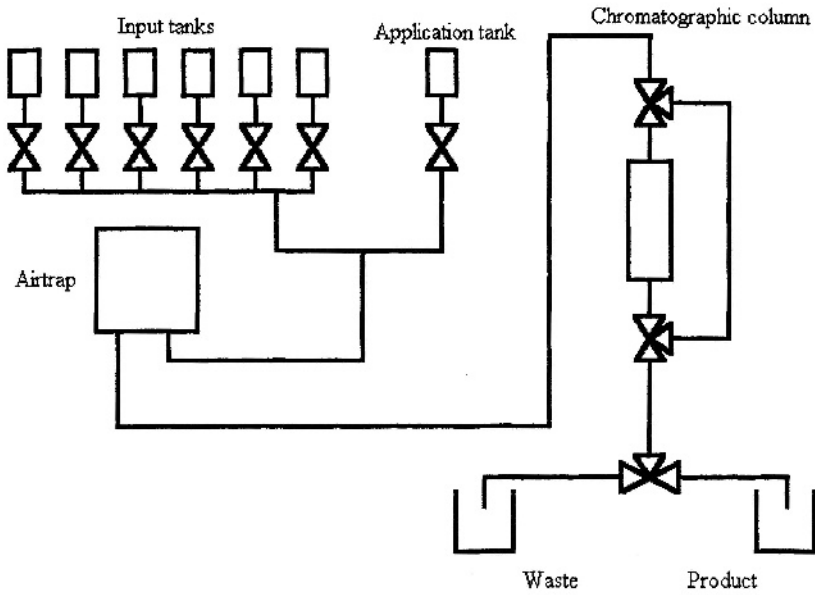 Chromatographic column
Input tanks
Application tank
Airtrap
Waste
Product